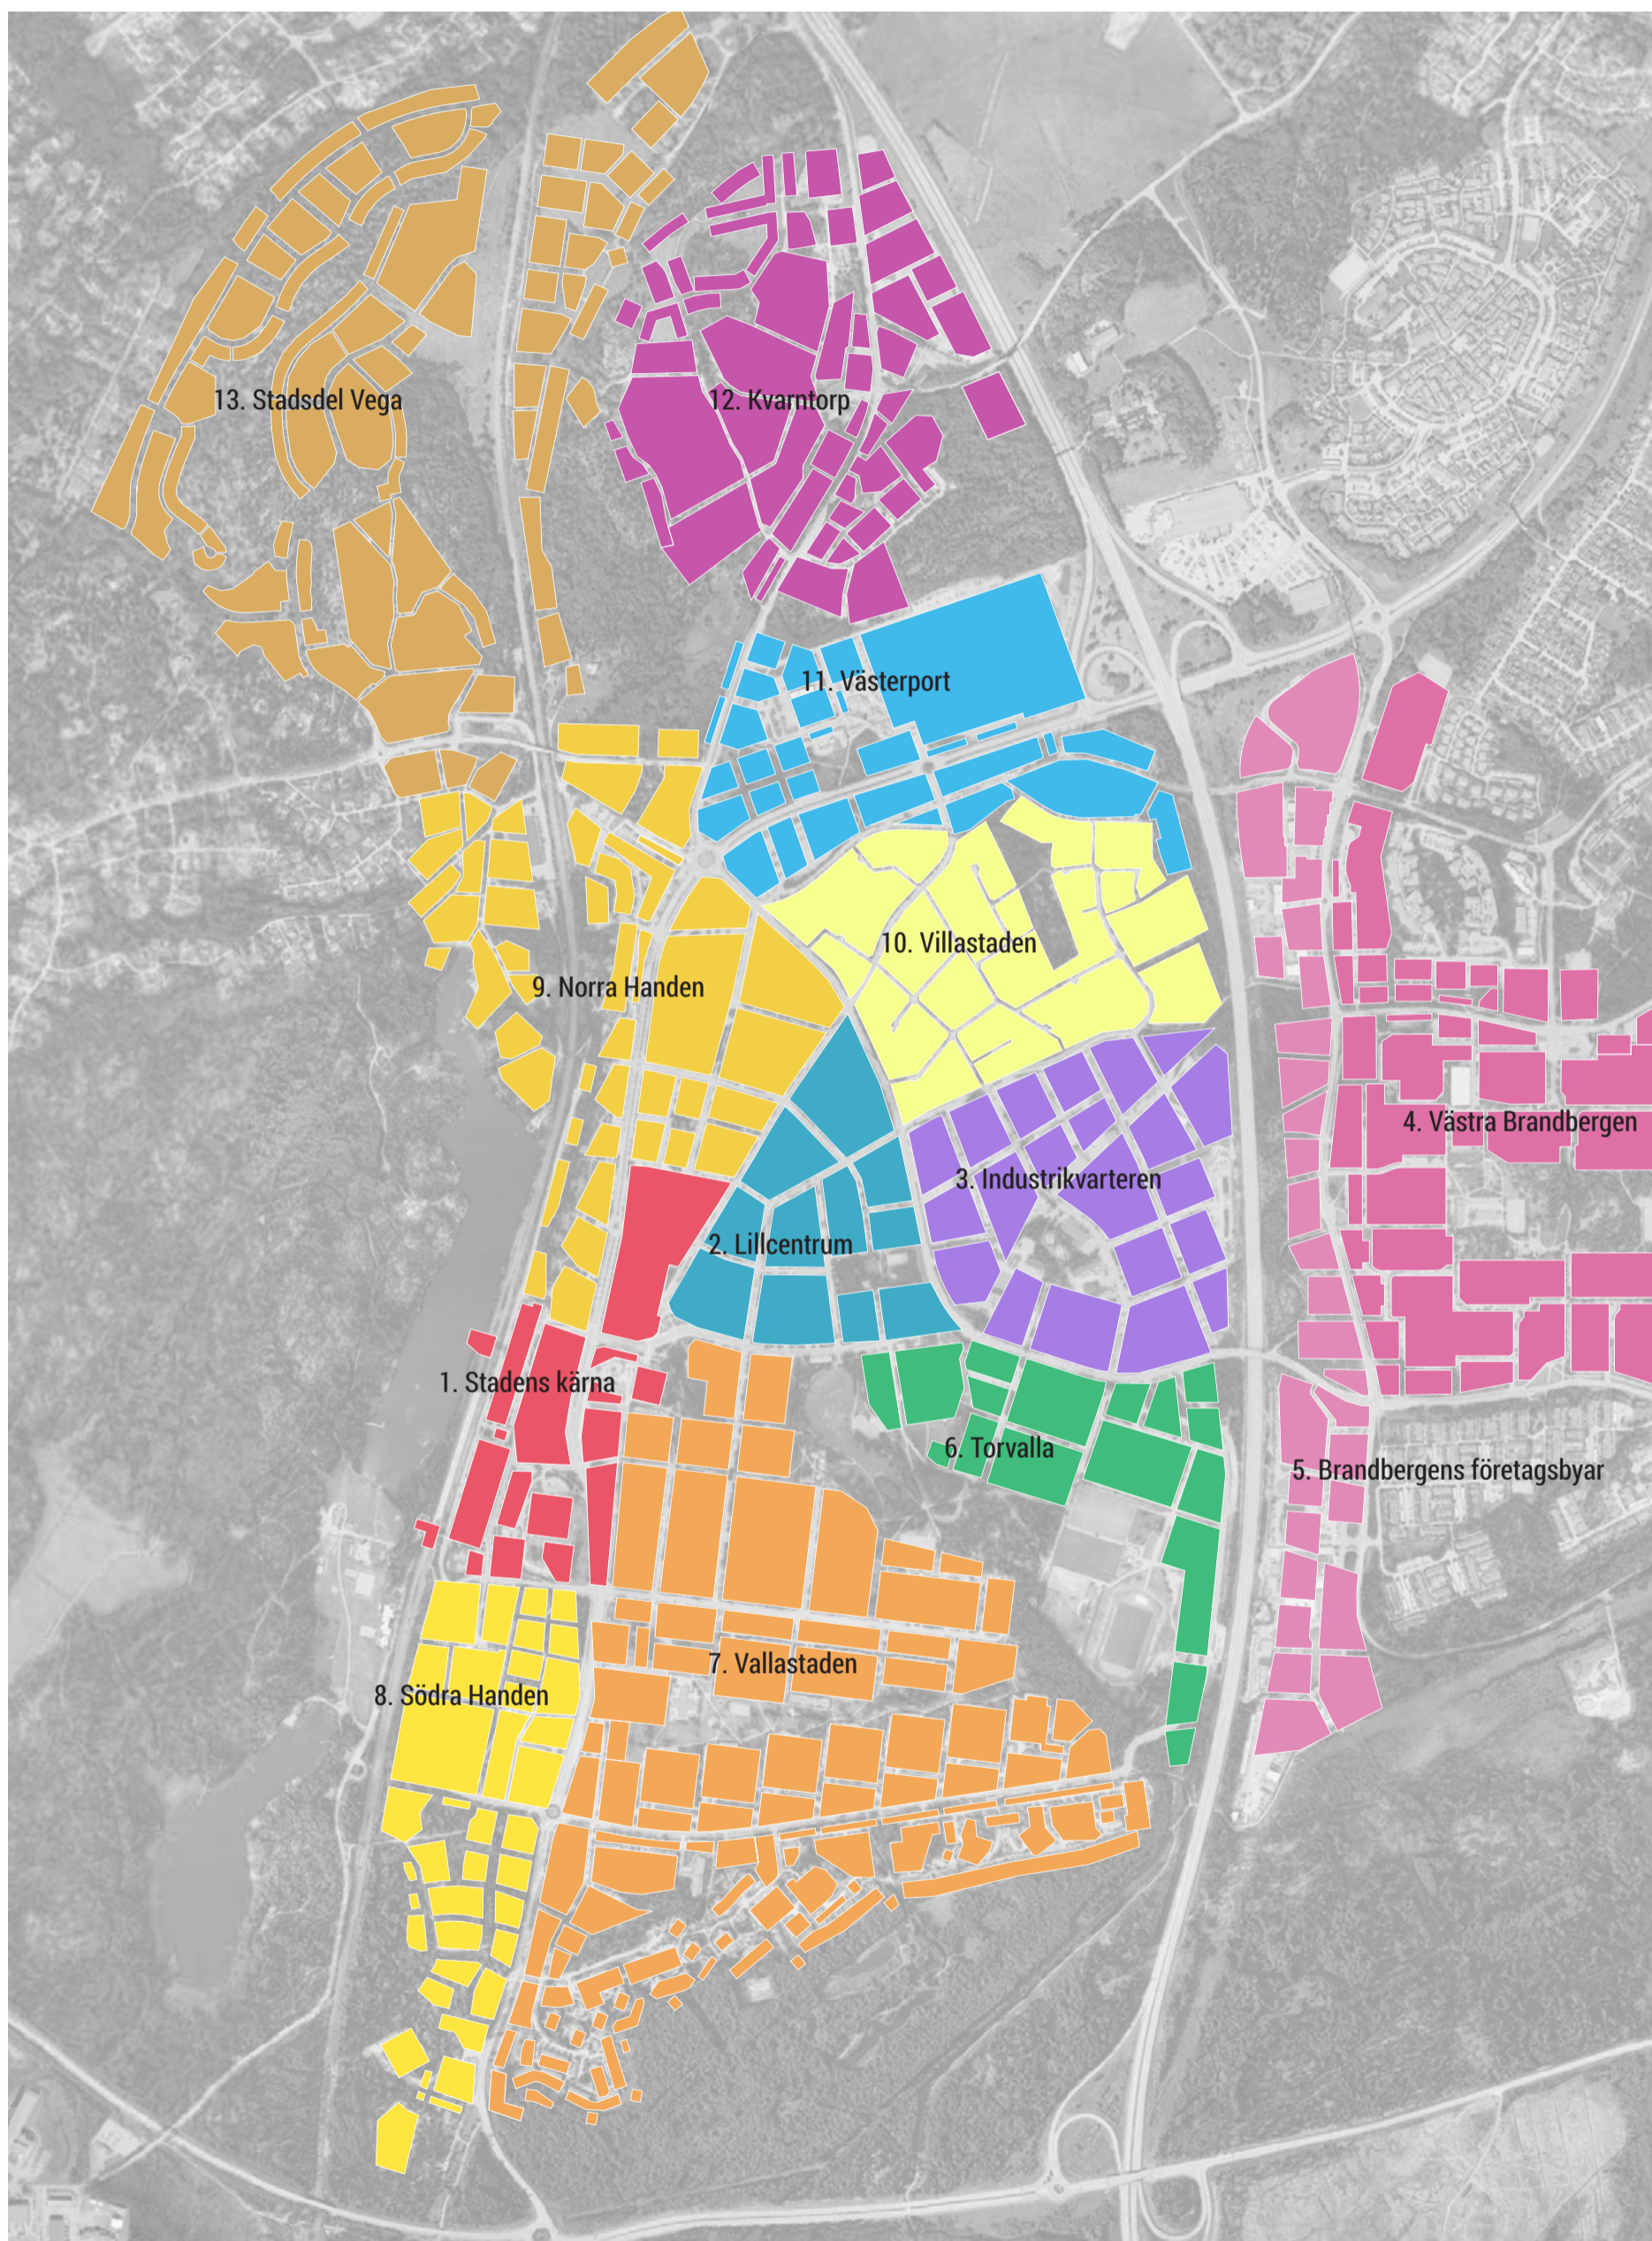 13. Stadsdel Vega
12. Kvarntorp
11. Västerport
10. Villastaden
9. Norra Handen
4. Västra Brandbergen
3. Industrikvarteren
2. Lillcentrum
1. Stadens kärna
6. Torvalla
5. Brandbergens företagsbyar
7. Vallastaden
8. Södra Handen